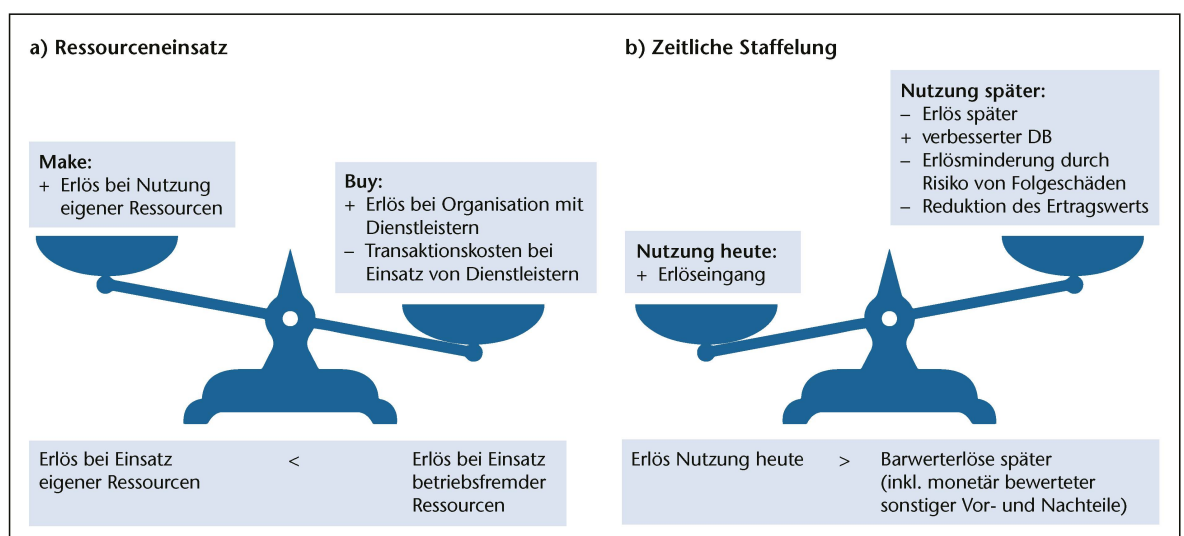 a) Ressourceneinsatz
Make:
+ Erlös bei Nutzung
eigener Ressourcen
Buy:
+ Erlös bei Organisation mit
Dienstleistern
– Transaktionskosten bei
Einsatz von Dienstleistern
Erlös bei Einsatz
eigener Ressourcen
<
Erlös bei Einsatz
betriebsfremder
Ressourcen
b) Zeitliche Staffelung
Nutzung heute:
+ Erlöseingang
Nutzung später:
– Erlös später
+ verbesserter DB
– Erlösminderung durch
Risiko von Folgeschäden
– Reduktion des Ertragswerts
Erlös Nutzung heute
>
Barwerterlöse später
(inkl. monetär bewerteter
sonstiger Vor- und Nachteile)